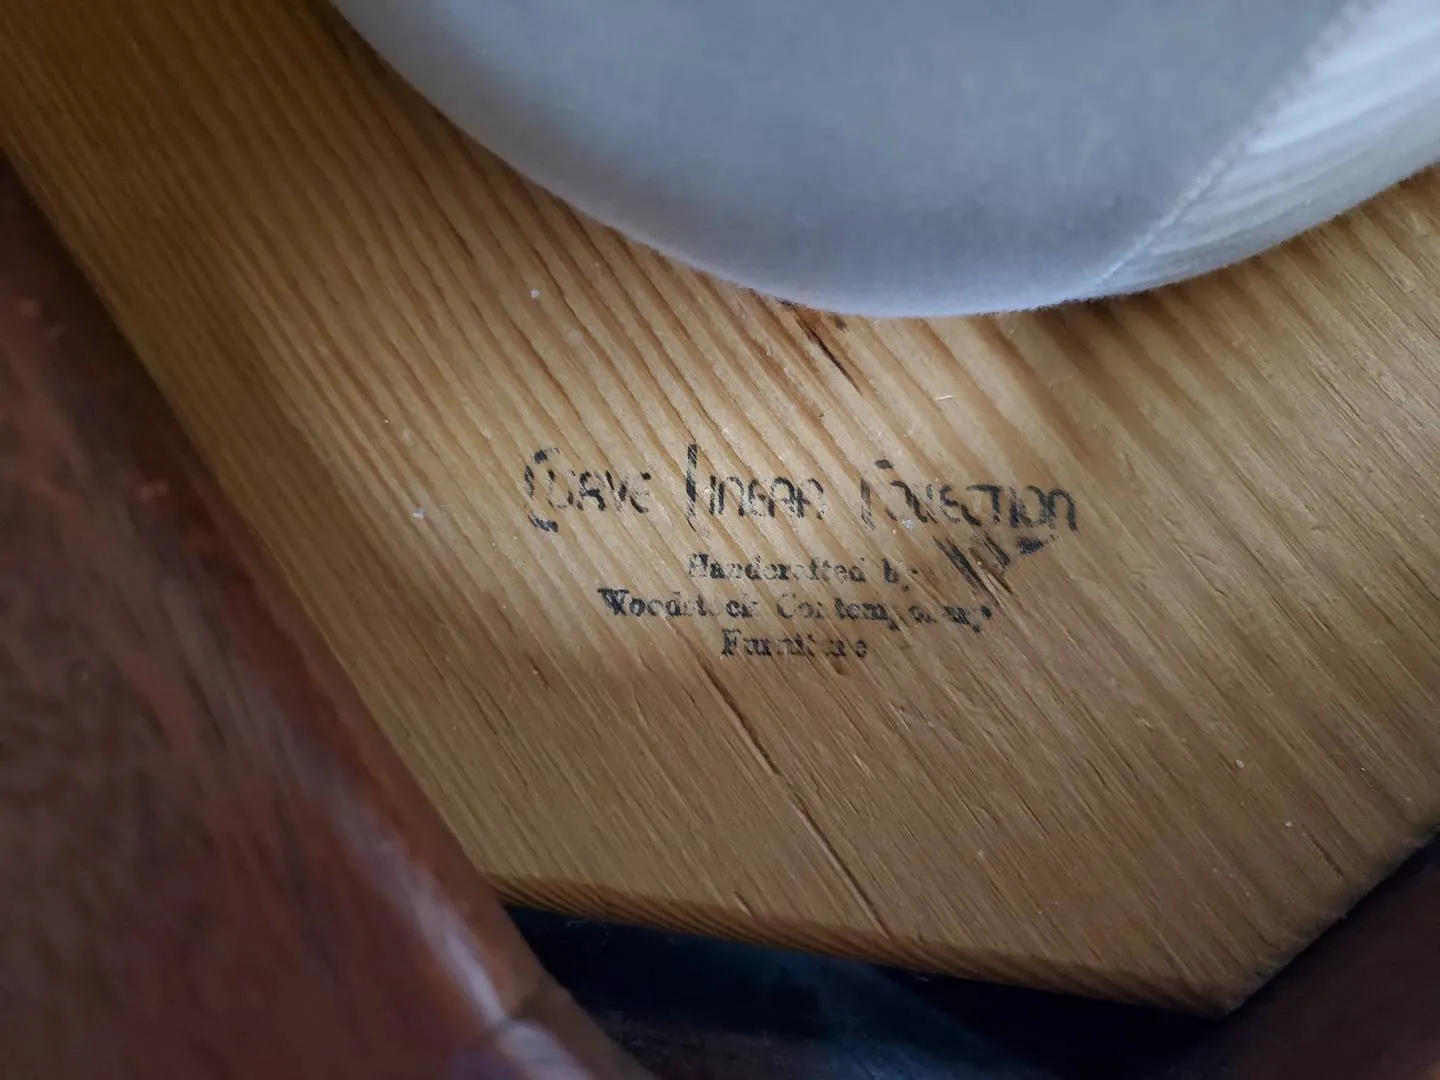 CURVE LINEAR COLLECTION
Handcrafted by
Woodstock Contemporary
Furniture